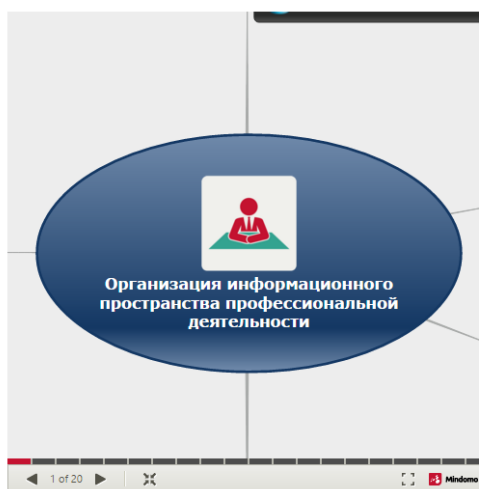 Организация информационного
пространства профессиональной
деятельности
1 of 20
Mindomo